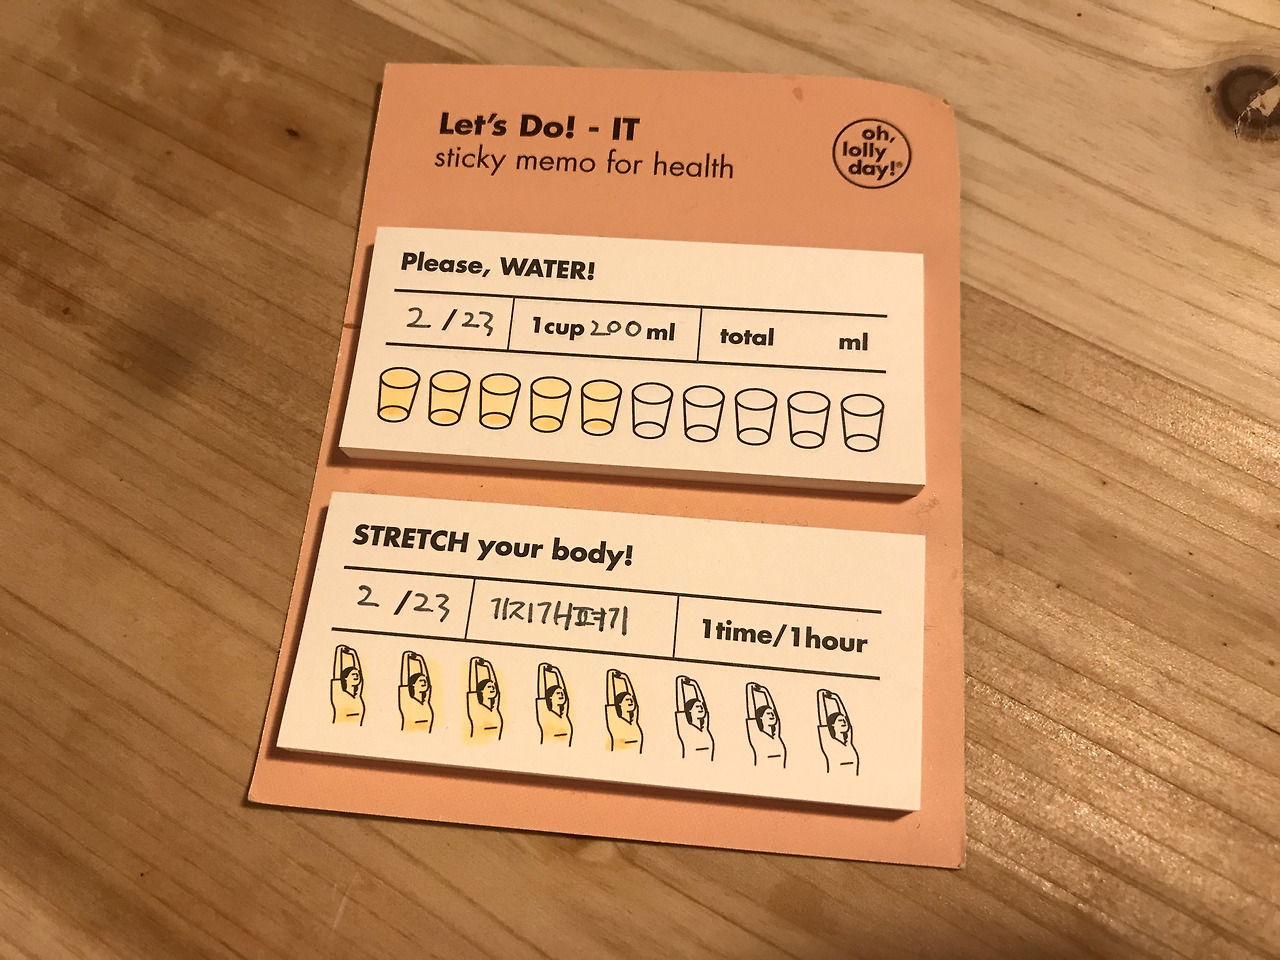 Let's Do! - IT
sticky memo for health
oh,
lolly
day!®
Please, WATER!
2 / 23 1cup 200 ml total ml
STRETCH your body!
2 / 23 기지개펴기 1time/1hour